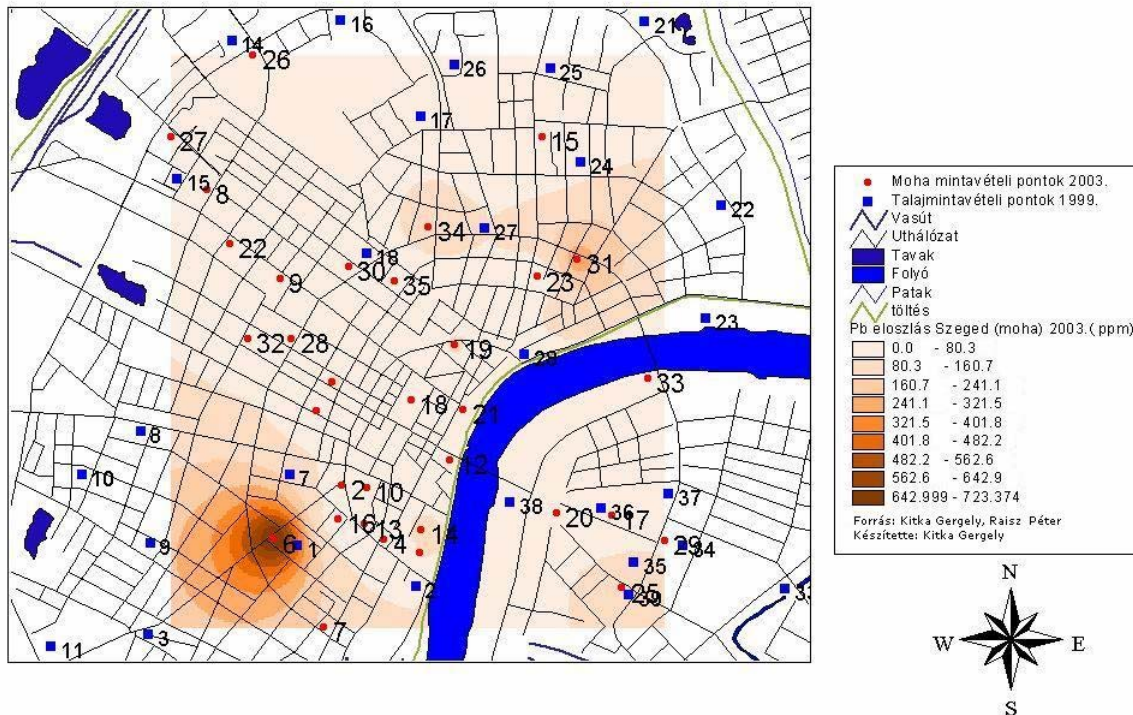 16
14
26
21
26
25
17
27
15
15
24
8
22
34
27
22
18
31
30
35
23
9
23
32
28
19
28
33
18
21
8
12
10
7
2
10
37
38
36
20
17
16
13
14
4
6
1
29
34
9
35
2
25
39
33
7
3
11
Moha mintavételi pontok 2003.
Talajmintavételi pontok 1999.
Vasút
Uthálózat
Tavak
Folyó
Patak
töltés
Pb eloszlás Szeged (moha) 2003.( ppm)
0.0 - 80.3
80.3 - 160.7
160.7 - 241.1
241.1 - 321.5
321.5 - 401.8
401.8 - 482.2
482.2 - 562.6
562.6 - 642.9
642.999 - 723.374
Forrás: Kitka Gergely, Raisz Péter
Készítette: Kitka Gergely
N
W E
S